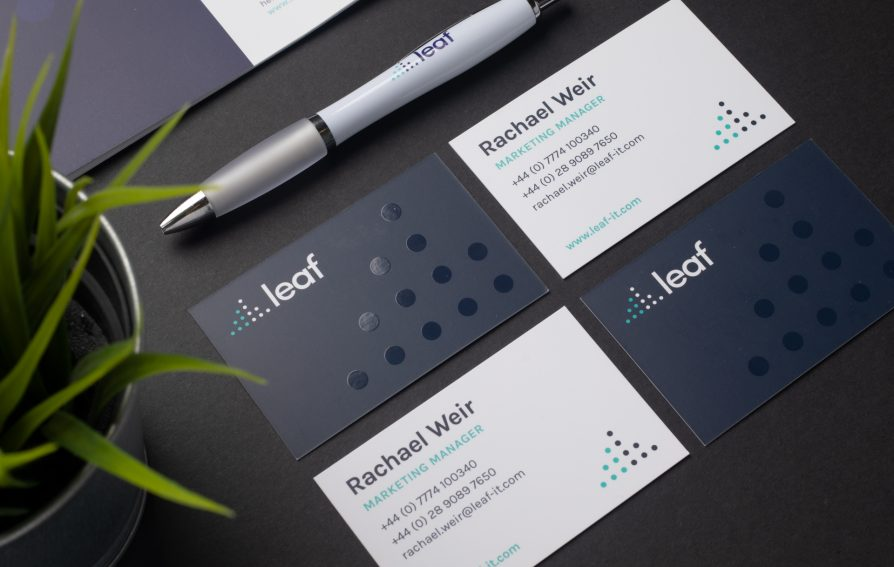 www.
leaf
Rachael Weir
MARKETING MANAGER
+44 (0) 7774 100340
+44 (0) 28 9089 7650
rachael.weir@leaf-it.com
www.leaf-it.com
leaf
leaf
Rachael Weir
MARKETING MANAGER
+44 (0) 7774 100340
+44 (0) 28 9089 7650
rachael.weir@leaf-it.com